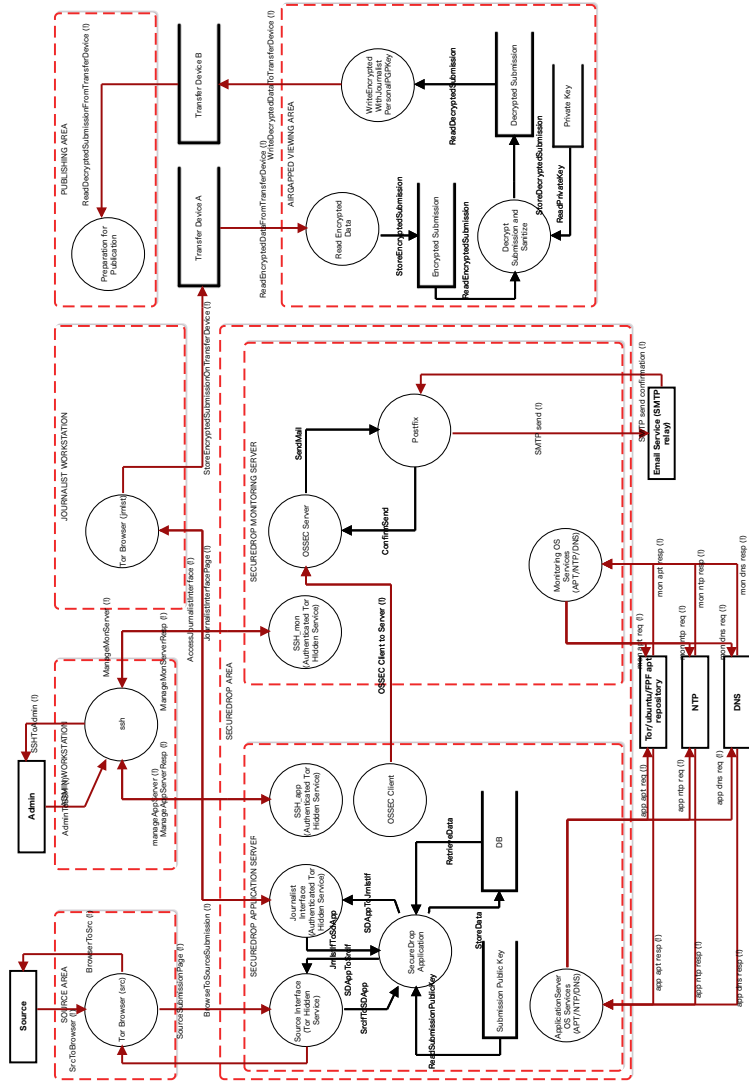 Source
SrcToBrowser (!)
BrowserToSrc (!)
SOURCE AREA
Tor Browser (src)
SourceSubmissionPage (!)
BrowseToSourceSubmission (!)
Admin
SSHToAdmin (!)
ADMIN WORKSTATION
ssh
manageAppServer (!)
ManageAppServerResp (!)
ManageMonServer (!)
ManageMonServerResp (!)
JOURNALIST WORKSTATION
Tor Browser (jrnlst)
AccessJournalistInterface (!)
JournalistInterfacePage (!)
StoreEncryptedSubmissionOnTransferDevice (!)
PUBLISHING AREA
Preparation for
Publication
ReadDecryptedSubmissionFromTransferDevice (!)
Transfer Device A
Transfer Device B
ReadEncryptedDataFromTransferDevice (!)
WriteDecryptedDataToTransferDevice (!)
AIRGAPPED VIEWING AREA
Read Encrypted
Data
StoreEncryptedSubmission
Encrypted Submission
ReadEncryptedSubmission
Decrypt
Submission and
Sanitize
WriteEncrypted
WithJournalist
PersonalPGPKey
ReadDecryptedSubmission
Decrypted Submission
StoreDecryptedSubmission
ReadPrivateKey
Private Key
SECUREDROP AREA
SECUREDROP APPLICATION SERVER
Source Interface
(Tor Hidden
Service)
Journalist
Interface
(Authenticated Tor
Hidden Service)
SSH_app
(Authenticated Tor
Hidden Service)
SrcIfToSDApp
SDAppToSrcIf
JrnlstIfToSDApp
SDAppToJrnlstIf
OSSEC Client
SecureDrop
Application
ReadSubmissionPublicKey
RetrieveData
StoreData
Submission Public Key
DB
ApplicationServer
OS Services
(APT/NTP/DNS)
SECUREDROP MONITORING SERVER
SSH_mon
(Authenticated Tor
Hidden Service)
OSSEC Server
SendMail
OSSEC Client to Server (!)
ConfirmSend
Postfix
Monitoring OS
Services
(APT/NTP/DNS)
SMTP send (!)
SMTP send confirmation (!)
Email Service (SMTP
relay)
app apt resp (!)
app apt req (!)
Tor/ubuntu/FPF apt
repository
mon apt req (!)
mon apt resp (!)
app ntp resp (!)
app ntp req (!)
NTP
mon ntp req (!)
mon ntp resp (!)
app dns resp (!)
app dns req (!)
DNS
mon dns req (!)
mon dns resp (!)